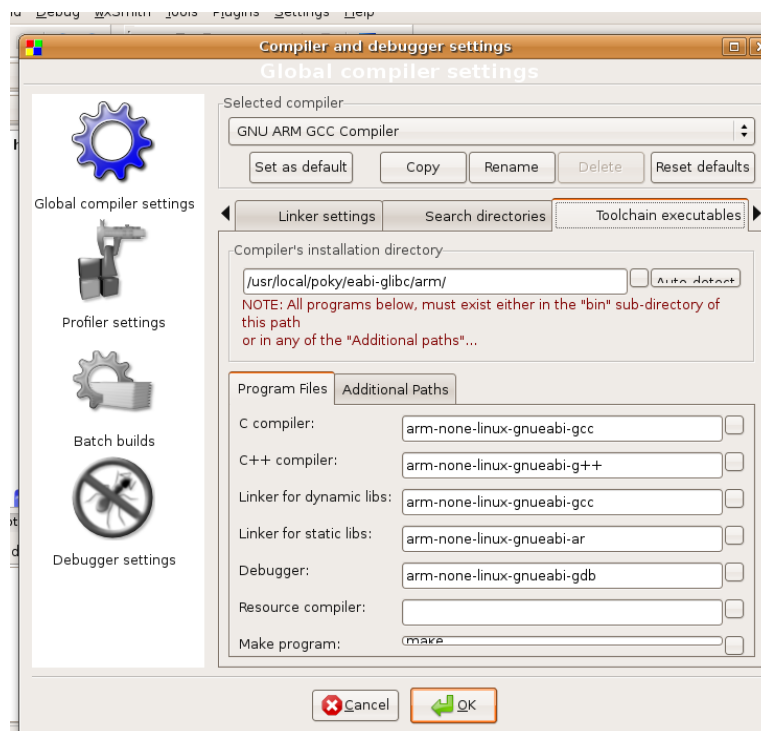 Debug wxSmith Tools Plugins Settings Help
Compiler and debugger settings
Global compiler settings
Selected compiler
GNU ARM GCC Compiler
Set as default Copy Rename Delete Reset defaults
Global compiler settings
Profiler settings
Batch builds
Debugger settings
Linker settings Search directories Toolchain executables
Compiler's installation directory
/usr/local/poky/eabi-glibc/arm/ Auto-detect
NOTE: All programs below, must exist either in the "bin" sub-directory of
this path
or in any of the "Additional paths"...
Program Files Additional Paths
C compiler: arm-none-linux-gnueabi-gcc
C++ compiler: arm-none-linux-gnueabi-g++
Linker for dynamic libs: arm-none-linux-gnueabi-gcc
Linker for static libs: arm-none-linux-gnueabi-ar
Debugger: arm-none-linux-gnueabi-gdb
Resource compiler:
Make program: make
Cancel OK